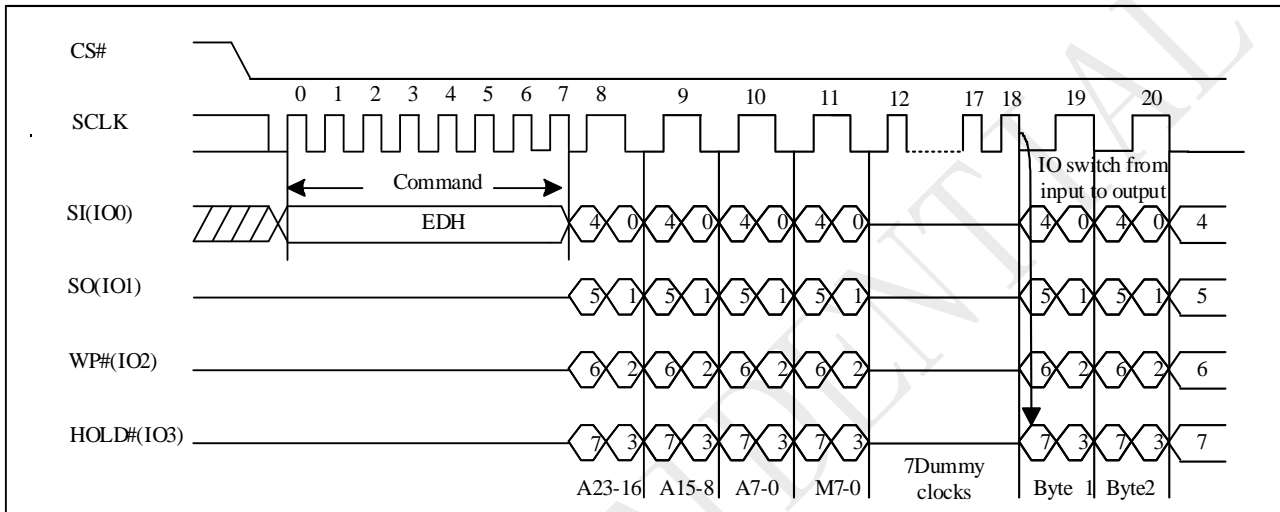 CS#
0 1 2 3 4 5 6 7 8 9 10 11 12 17 18 19 20
SCLK
IO switch from
input to output
Command
SI(IO0) EDH 4 0 4 0 4 0 4 0 4 0 4 0 4
SO(IO1) 5 1 5 1 5 1 5 1 5 1 5 1 5
WP#(IO2) 6 2 6 2 6 2 6 2 6 2 6 2 6
HOLD#(IO3) 7 3 7 3 7 3 7 3 7 3 7 3 7
A23-16 A15-8 A7-0 M7-0 7Dummy
clocks
Byte 1 Byte2